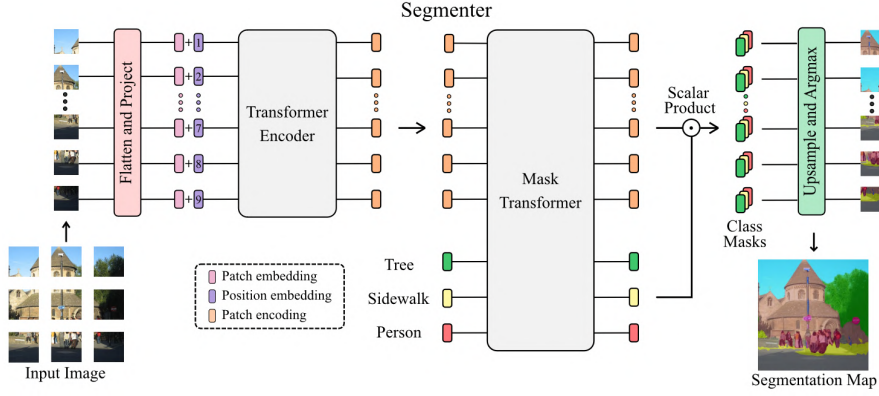 Segmenter
Flatten and Project
+ 1
+ 2
+ 7
+ 8
+ 9
Transformer
Encoder
Mask
Transformer
Scalar
Product
Class
Masks
Upsample and Argmax
Tree
Sidewalk
Person
Patch embedding
Position embedding
Patch encoding
Input Image
Segmentation Map